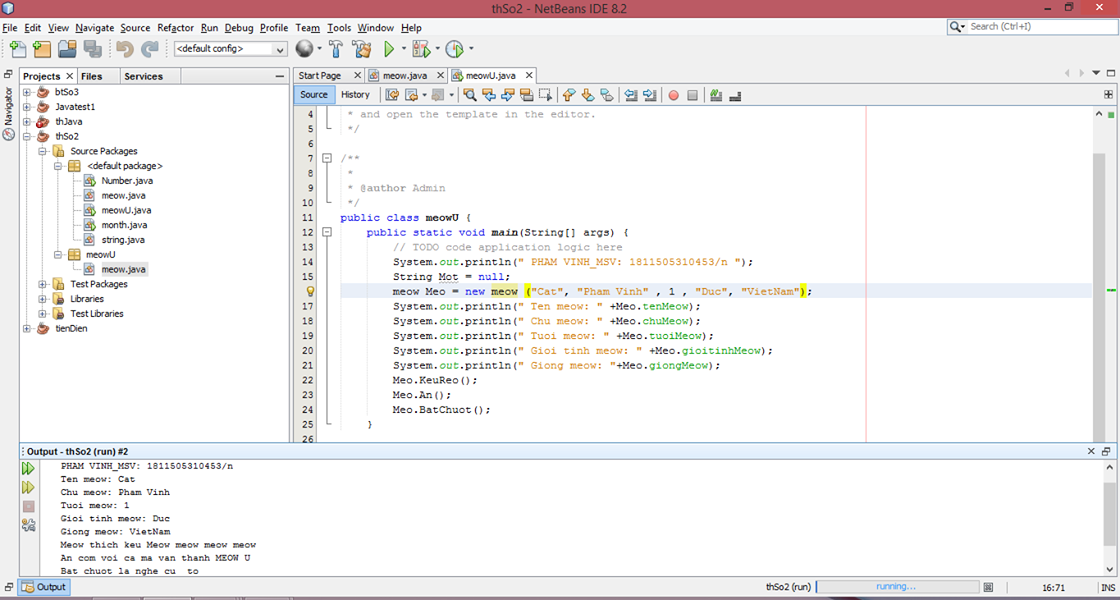 thSo2 - NetBeans IDE 8.2
File Edit View Navigate Source Refactor Run Debug Profile Team Tools Window Help
Search (Ctrl+I)
<default config>
Projects Files Services
Start Page meow.java meowU.java
Source History
Navigator
btSo3
Javatest1
thJava
thSo2
Source Packages
<default package>
Number.java
meow.java
meowU.java
month.java
string.java
meowU
meow.java
Test Packages
Libraries
Test Libraries
tienDien
4 * and open the template in the editor.
5 */
6
7 /**
8 *
9 * @author Admin
10 */
11 public class meowU {
12 public static void main(String[] args) {
13 // TODO code application logic here
14 System.out.println(" PHAM VINH_MSV: 1811505310453/n ");
15 String Mot = null;
meow Meo = new meow ("Cat", "Pham Vinh" , 1 , "Duc", "VietNam");
17 System.out.println(" Ten meow: " +Meo.tenMeow);
18 System.out.println(" Chu meow: " +Meo.chuMeow);
19 System.out.println(" Tuoi meow: " +Meo.tuoiMeow);
20 System.out.println(" Gioi tinh meow: " +Meo.gioitinhMeow);
21 System.out.println(" Giong meow: "+Meo.giongMeow);
22 Meo.KeuReo();
23 Meo.An();
24 Meo.BatChuot();
25 }
26
Output - thSo2 (run) #2
PHAM VINH_MSV: 1811505310453/n
Ten meow: Cat
Chu meow: Pham Vinh
Tuoi meow: 1
Gioi tinh meow: Duc
Giong meow: VietNam
Meow thich keu Meow meow meow meow
An com voi ca ma van thanh MEOW U
Bat chuot la nghe cu to
Output
thSo2 (run) running... 16:71 INS